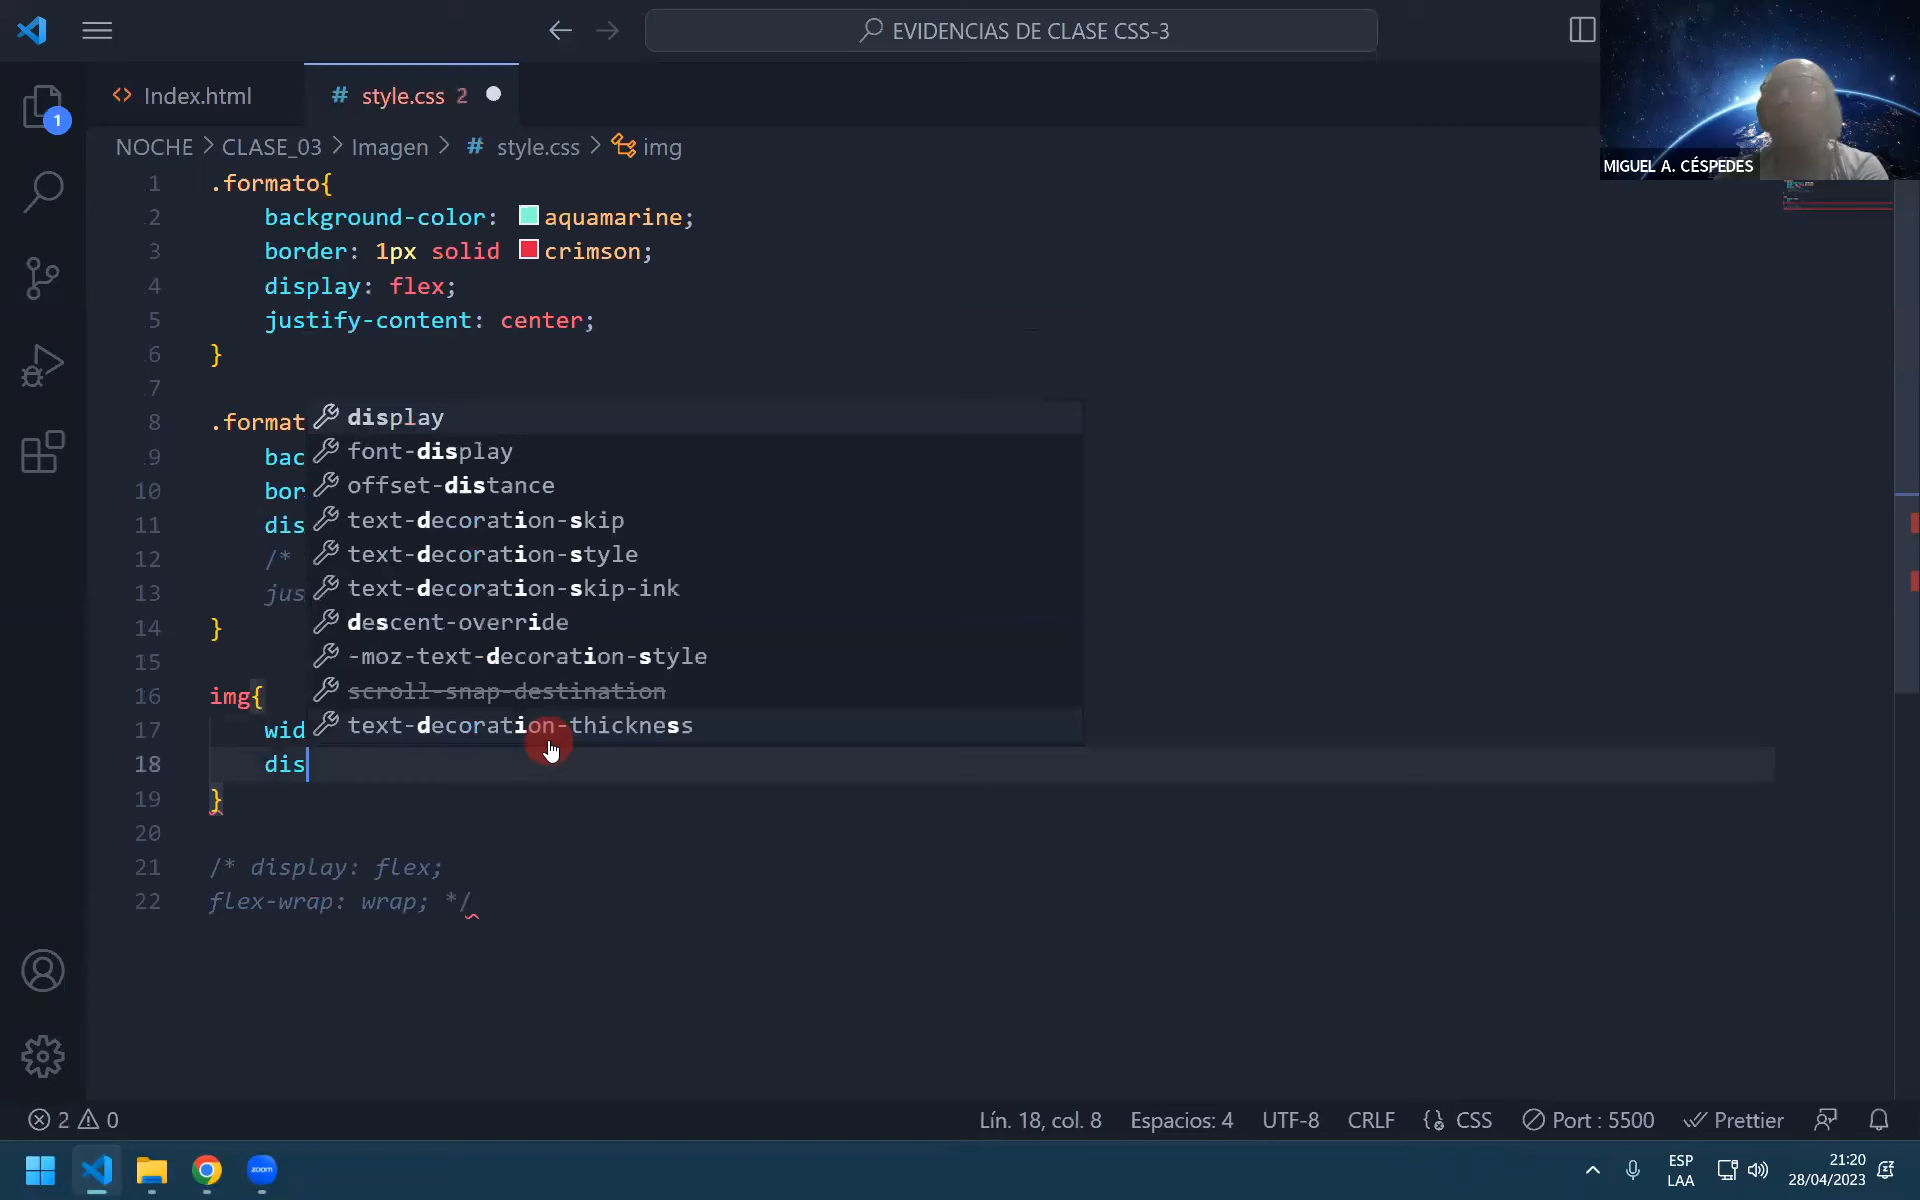 EVIDENCIAS DE CLASE CSS-3
Index.html
# style.css 2
MIGUEL A. CÉSPEDES
NOCHE > CLASE_03 > Imagen > # style.css > img
1 .formato{
2 background-color: aquamarine;
3 border: 1px solid crimson;
4 display: flex;
5 justify-content: center;
6 }
7
8 .format
9 bac
10 bor
11 dis
12 /*
13 jus
14 }
15
16 img{
17 wid
18 dis
19 }
20
21 /* display: flex;
22 flex-wrap: wrap; */
display
font-display
offset-distance
text-decoration-skip
text-decoration-style
text-decoration-skip-ink
descent-override
-moz-text-decoration-style
scroll-snap-destination
text-decoration-thickness
1
2 0
Lín. 18, col. 8
Espacios: 4
UTF-8
CRLF
{} CSS
Port : 5500
Prettier
zoom
ESP
LAA
21:20
28/04/2023